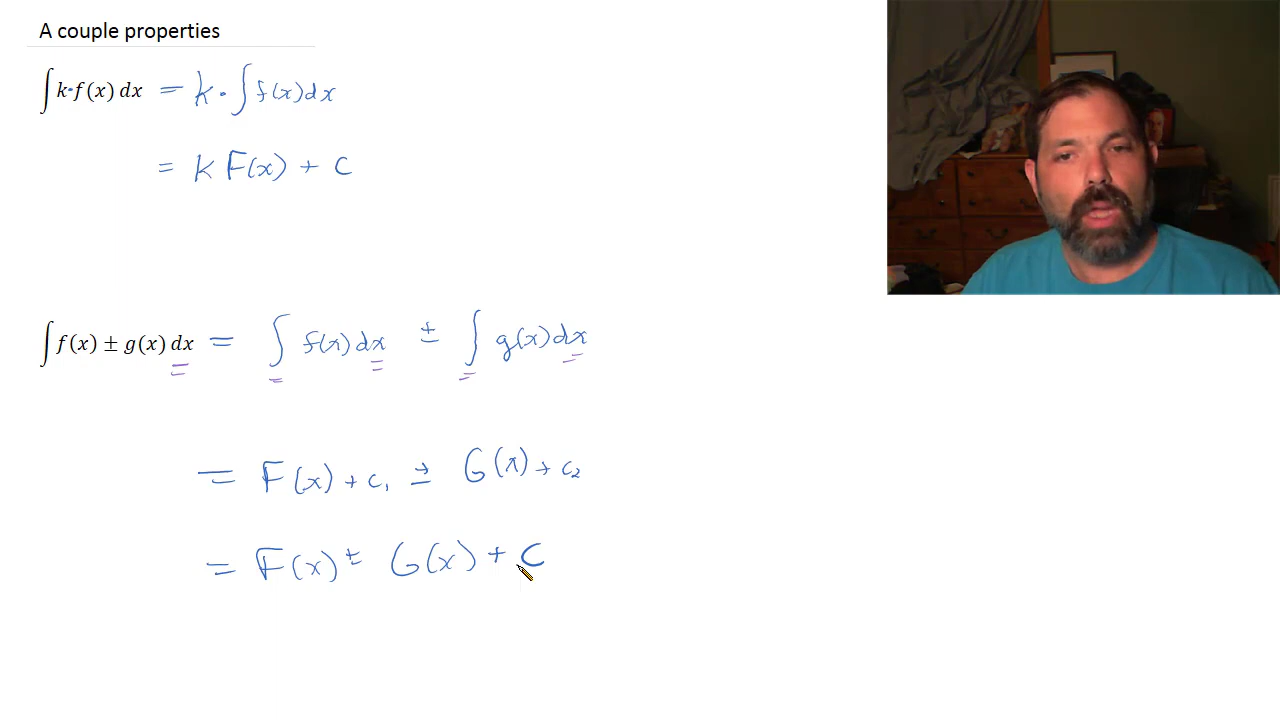 A couple properties
∫ k·f(x) dx = k · ∫ f(x) dx
= k F(x) + C
∫ f(x) ± g(x) dx = ∫ f(x) dx ± ∫ g(x) dx
= F(x) + c₁ ± G(x) + c₂
= F(x) ± G(x) + C